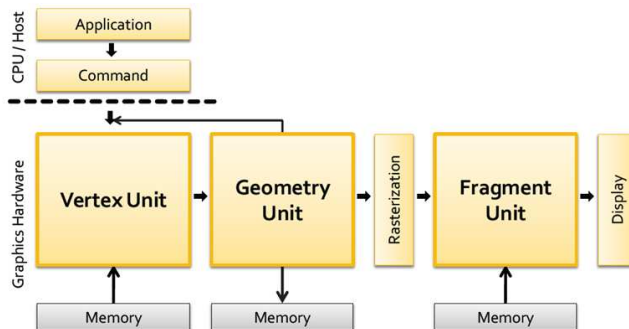 CPU / Host
Application
Command
Graphics Hardware
Vertex Unit
Geometry
Unit
Rasterization
Fragment
Unit
Display
Memory
Memory
Memory